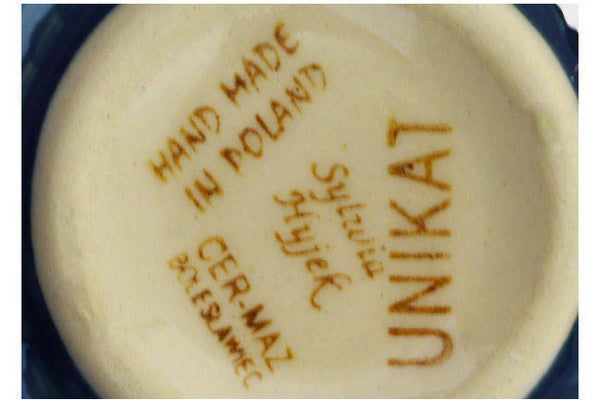 HAND MADE
IN POLAND
CER-MAZ
BOLESŁAWIEC
Sylwia
Hyjek
UNIKAT